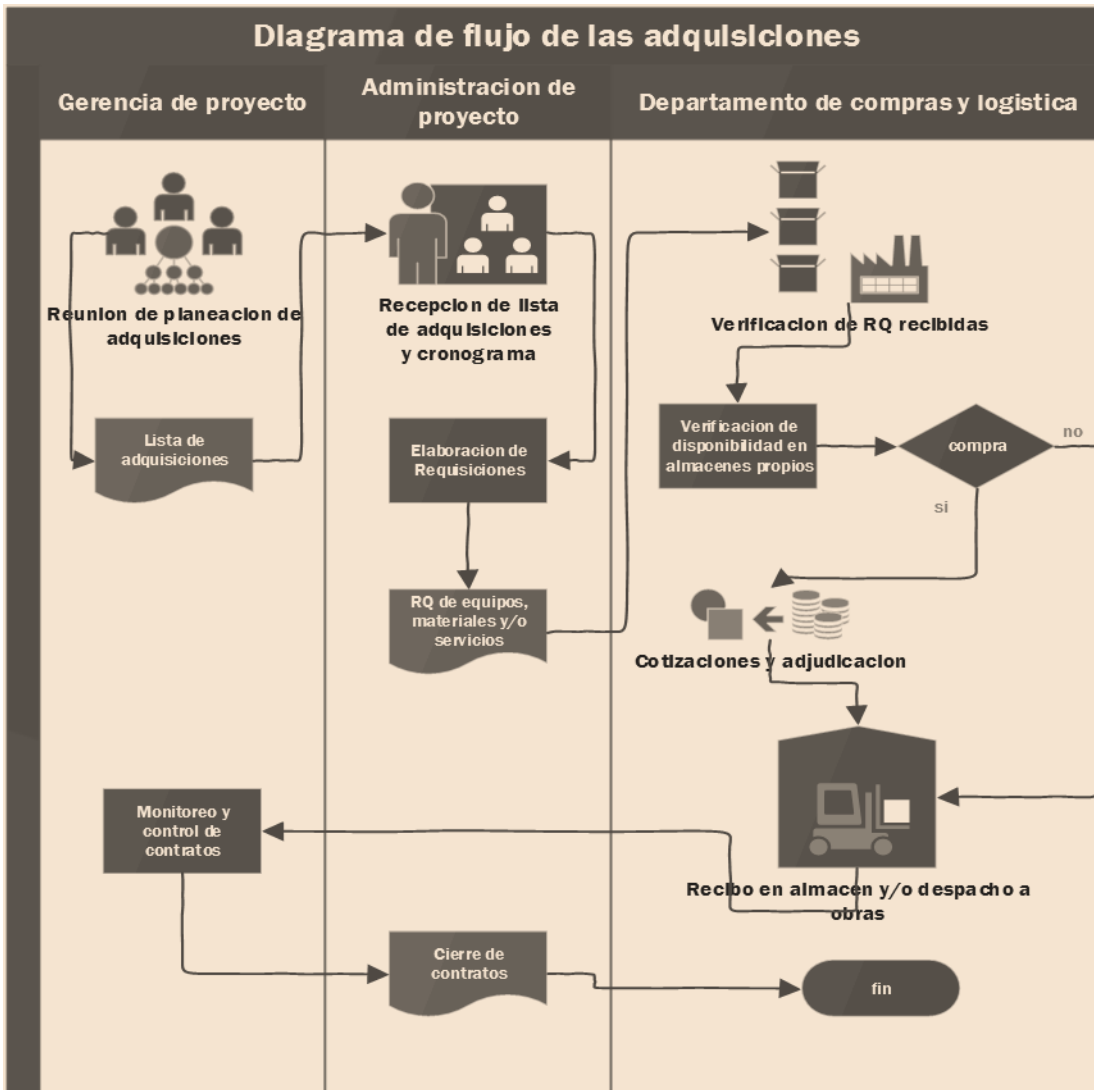 Diagrama de flujo de las adquisiciones
Gerencia de proyecto
Administracion de
proyecto
Departamento de compras y logistica
Reunion de planeacion de
adquisiciones
Lista de
adquisiciones
Recepcion de lista
de adquisiciones
y cronograma
Elaboracion de
Requisiciones
RQ de equipos,
materiales y/o
servicios
Verificacion de RQ recibidas
Verificacion de
disponibilidad en
almacenes propios
compra
no
si
Cotizaciones y adjudicacion
Recibo en almacen y/o despacho a
obras
Monitoreo y
control de
contratos
Cierre de
contratos
fin